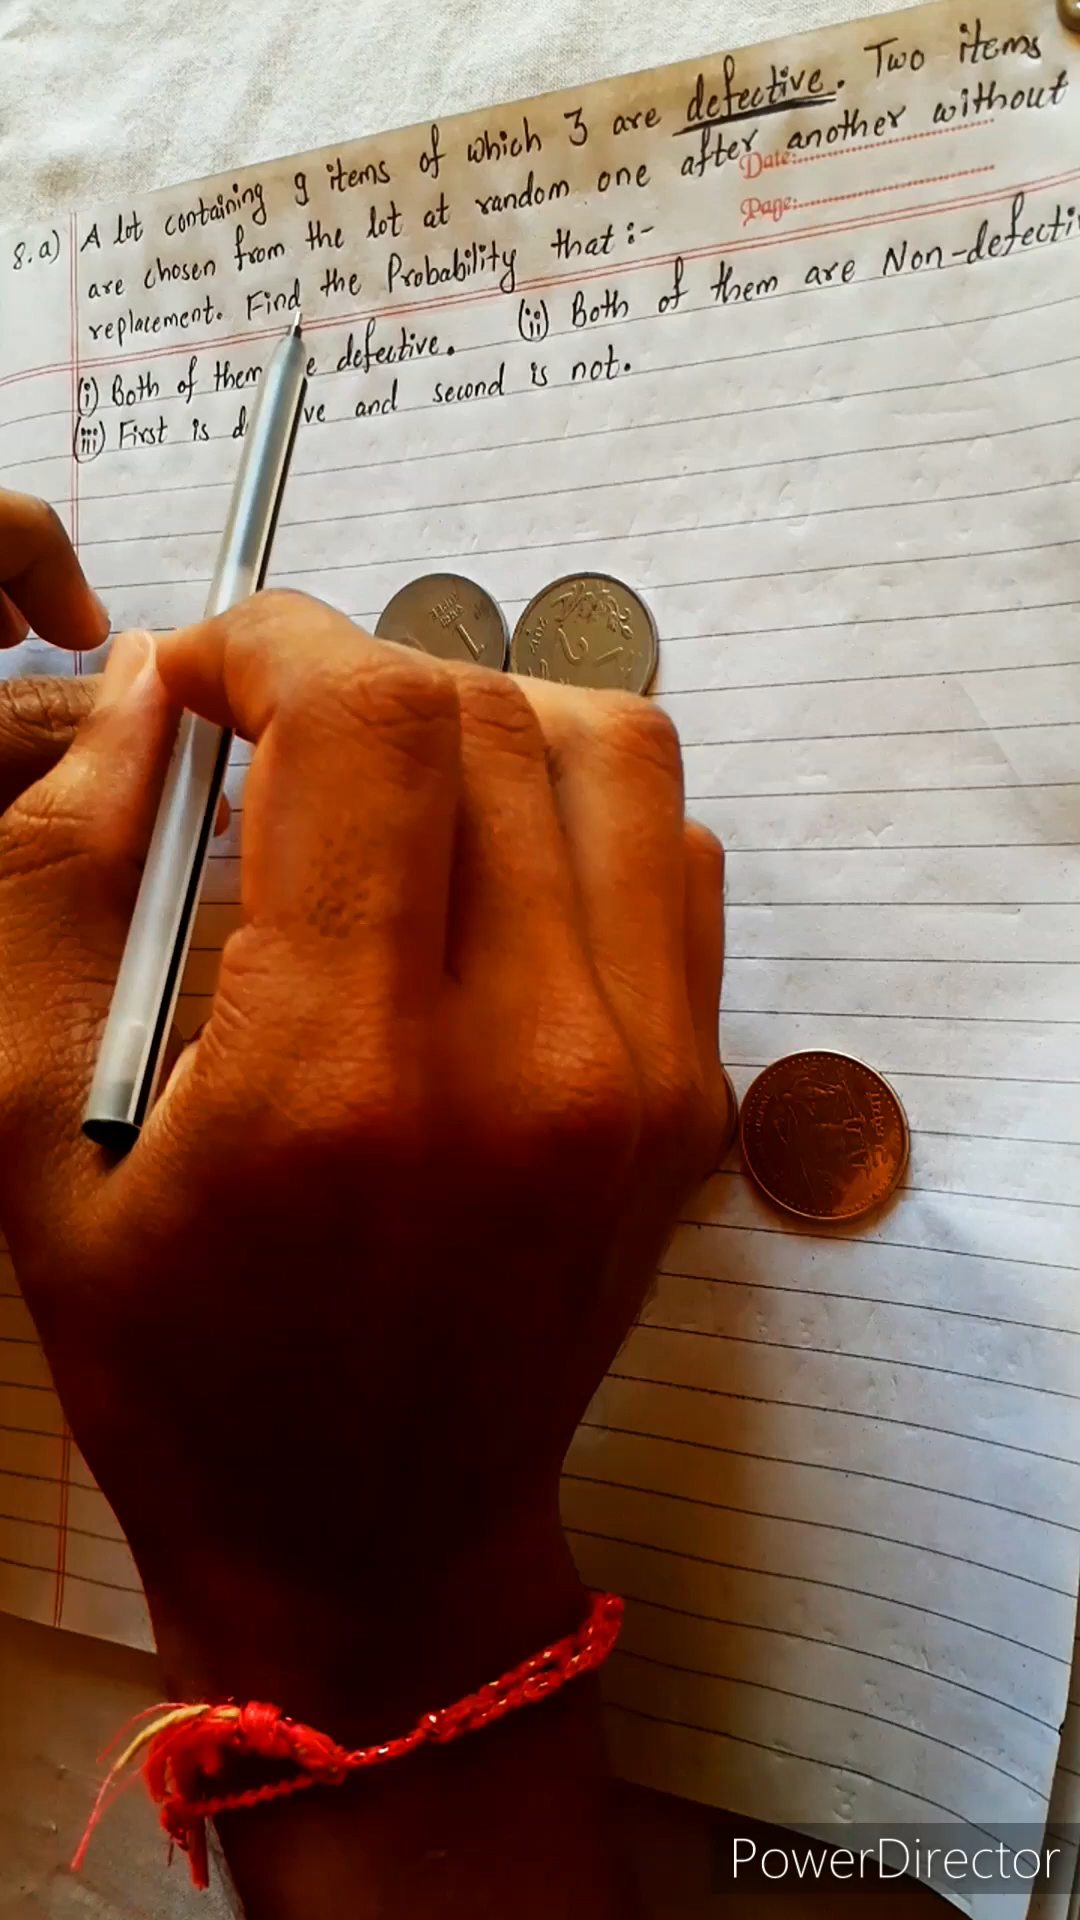 8.a) A lot containing 9 items of which 3 are defective. Two items
are chosen from the lot at random one after another without
replacement. Find the Probability that :-
(i) Both of them defective. (ii) Both of them are Non-defecti
(iii) First is and second is not.
Date:
Page:
PowerDirector